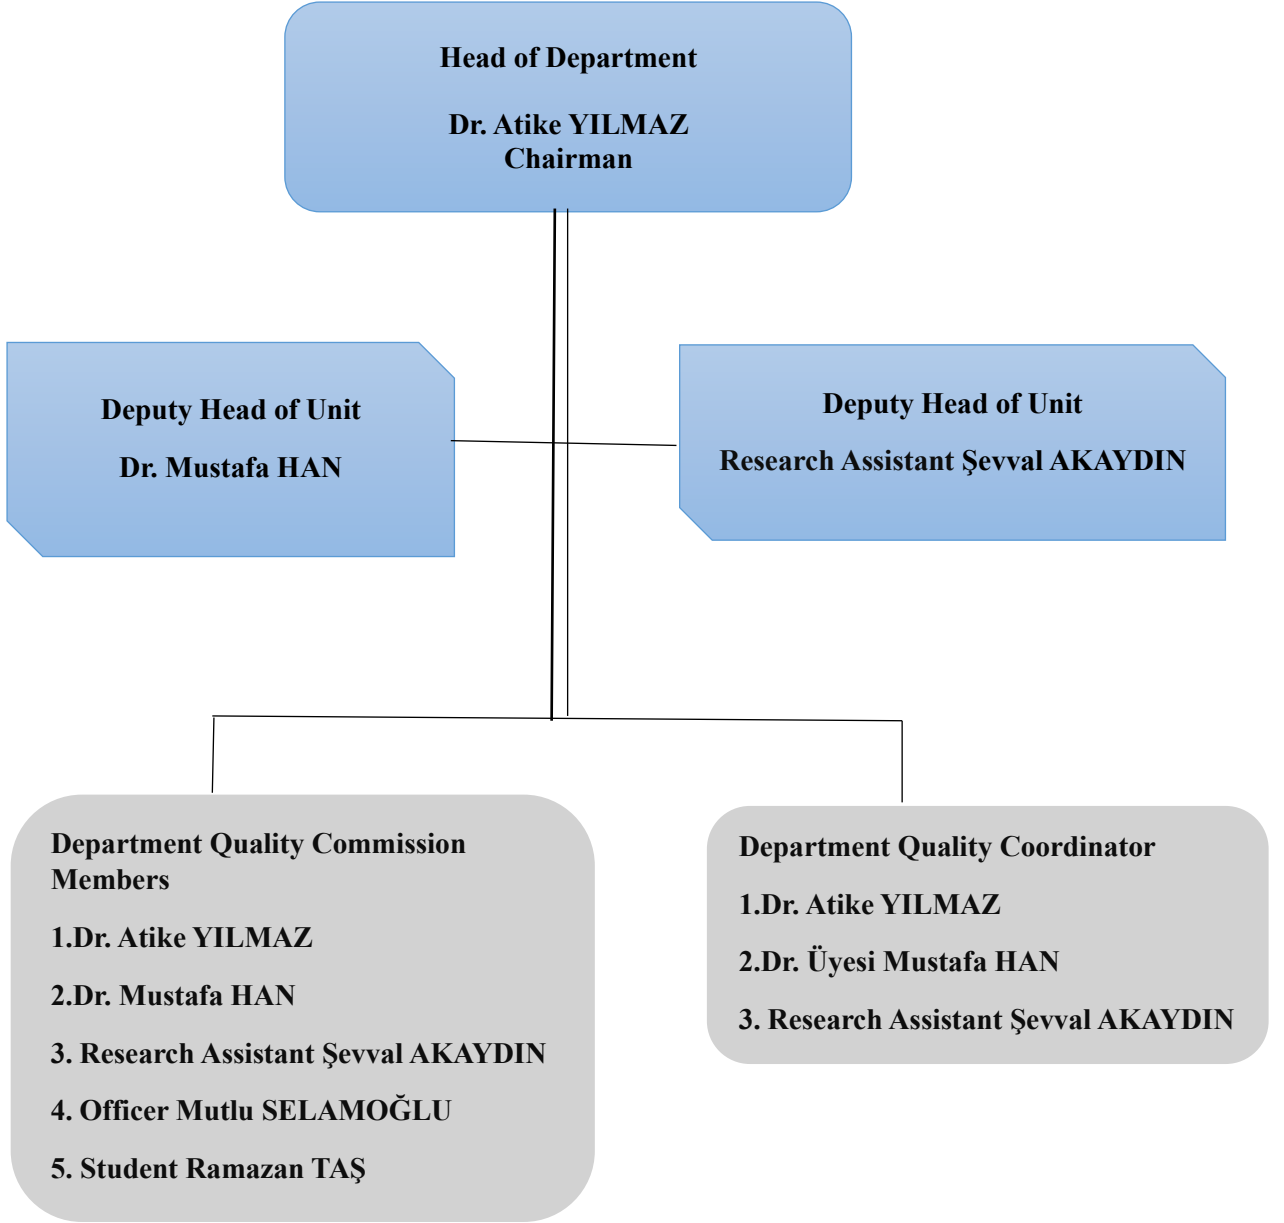 Head of Department
Dr. Atike YILMAZ
Chairman
Deputy Head of Unit
Dr. Mustafa HAN
Deputy Head of Unit
Research Assistant Şevval AKAYDIN
Department Quality Commission
Members
1.Dr. Atike YILMAZ
2.Dr. Mustafa HAN
3. Research Assistant Şevval AKAYDIN
4. Officer Mutlu SELAMOĞLU
5. Student Ramazan TAŞ
Department Quality Coordinator
1.Dr. Atike YILMAZ
2.Dr. Üyesi Mustafa HAN
3. Research Assistant Şevval AKAYDIN